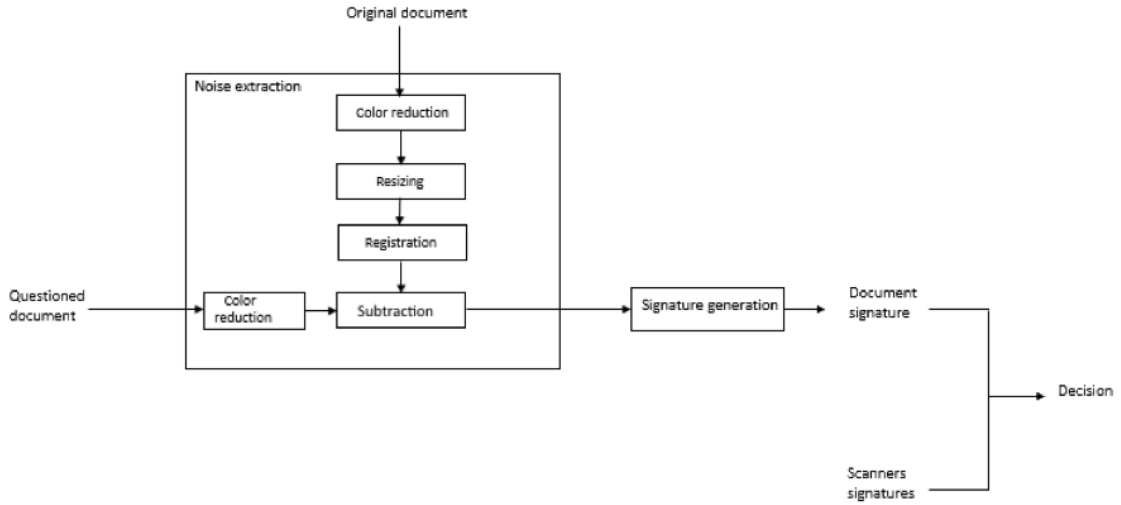 Original document
Noise extraction
Color reduction
Resizing
Registration
Questioned
document
Color
reduction
Subtraction
Signature generation
Document
signature
Decision
Scanners
signatures